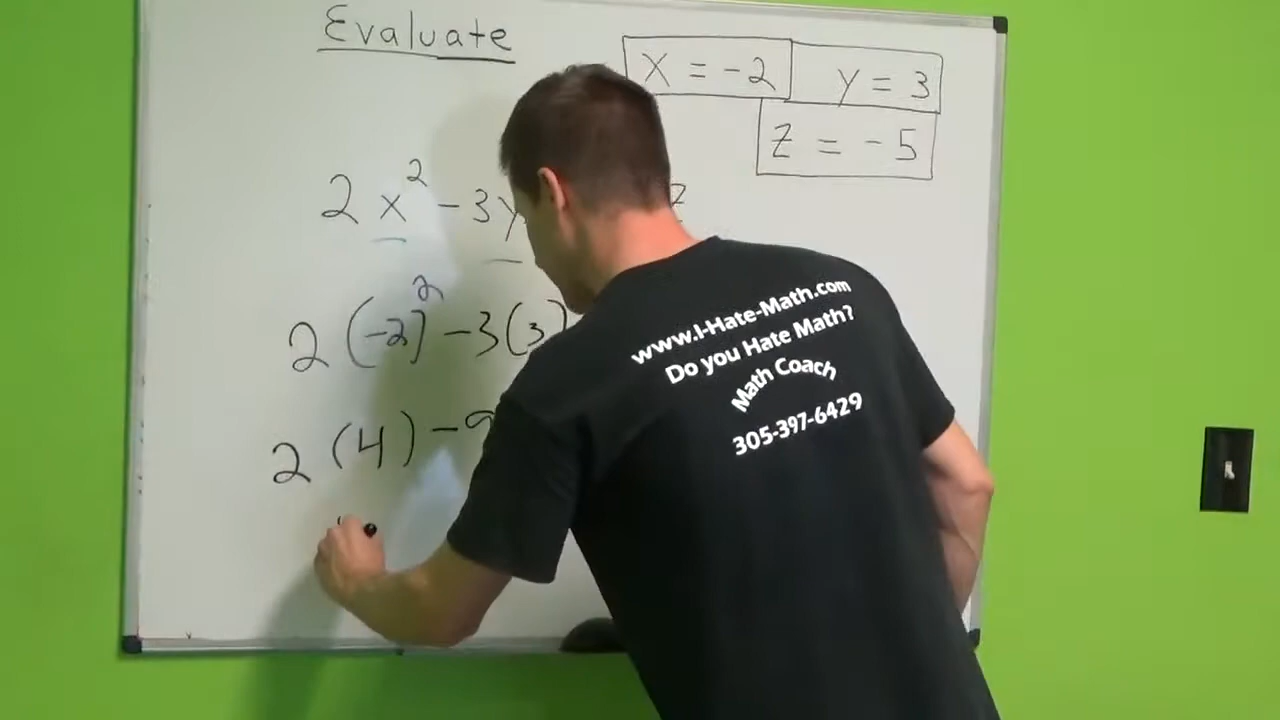 Evaluate
x = -2 y = 3
z = -5
2x² - 3y
2(-2)² - 3(3)
2(4) - 9
www.I-Hate-Math.com
Do you Hate Math?
Math Coach
305-397-6429